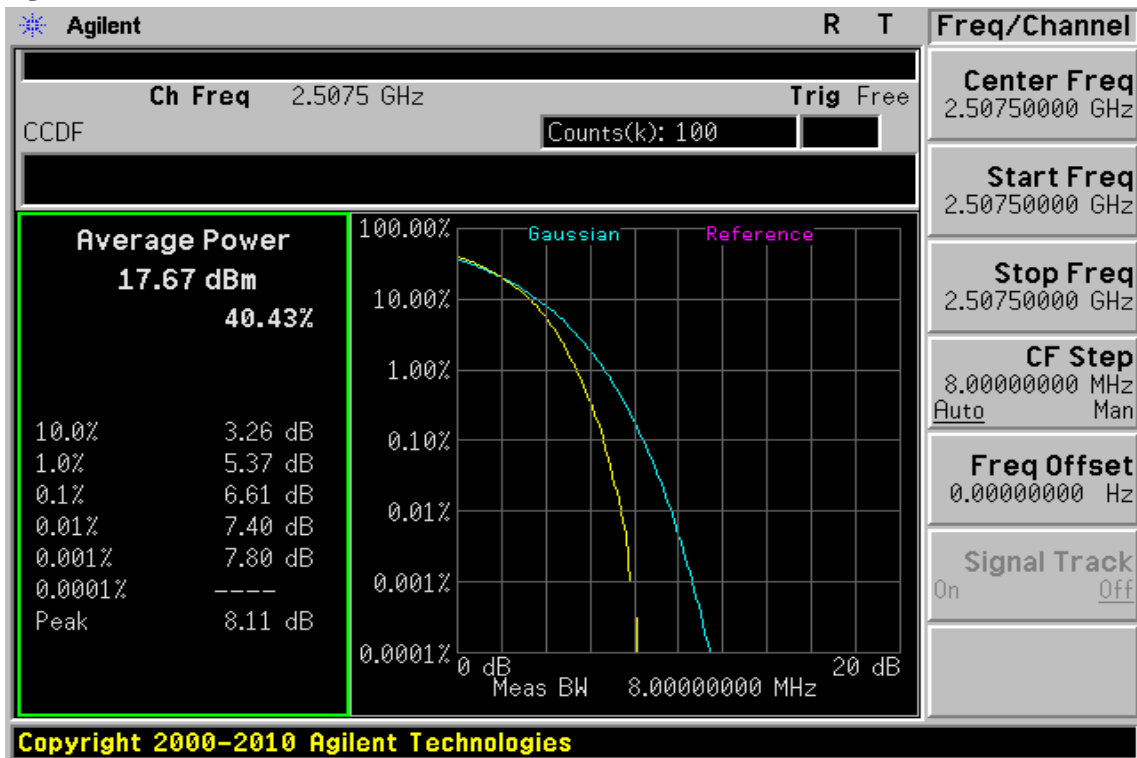 Agilent R T Freq/Channel
Ch Freq 2.5075 GHz Trig Free
CCDF Counts(k): 100
Center Freq
2.50750000 GHz
Start Freq
2.50750000 GHz
Stop Freq
2.50750000 GHz
CF Step
8.00000000 MHz
Auto Man
Freq Offset
0.00000000 Hz
Signal Track
On Off
Average Power
17.67 dBm
40.43%
10.0% 3.26 dB
1.0% 5.37 dB
0.1% 6.61 dB
0.01% 7.40 dB
0.001% 7.80 dB
0.0001% ----
Peak 8.11 dB
Gaussian Reference
100.00%
10.00%
1.00%
0.10%
0.01%
0.001%
0.0001%
0 dB 20 dB
Meas BW 8.00000000 MHz
Copyright 2000-2010 Agilent Technologies